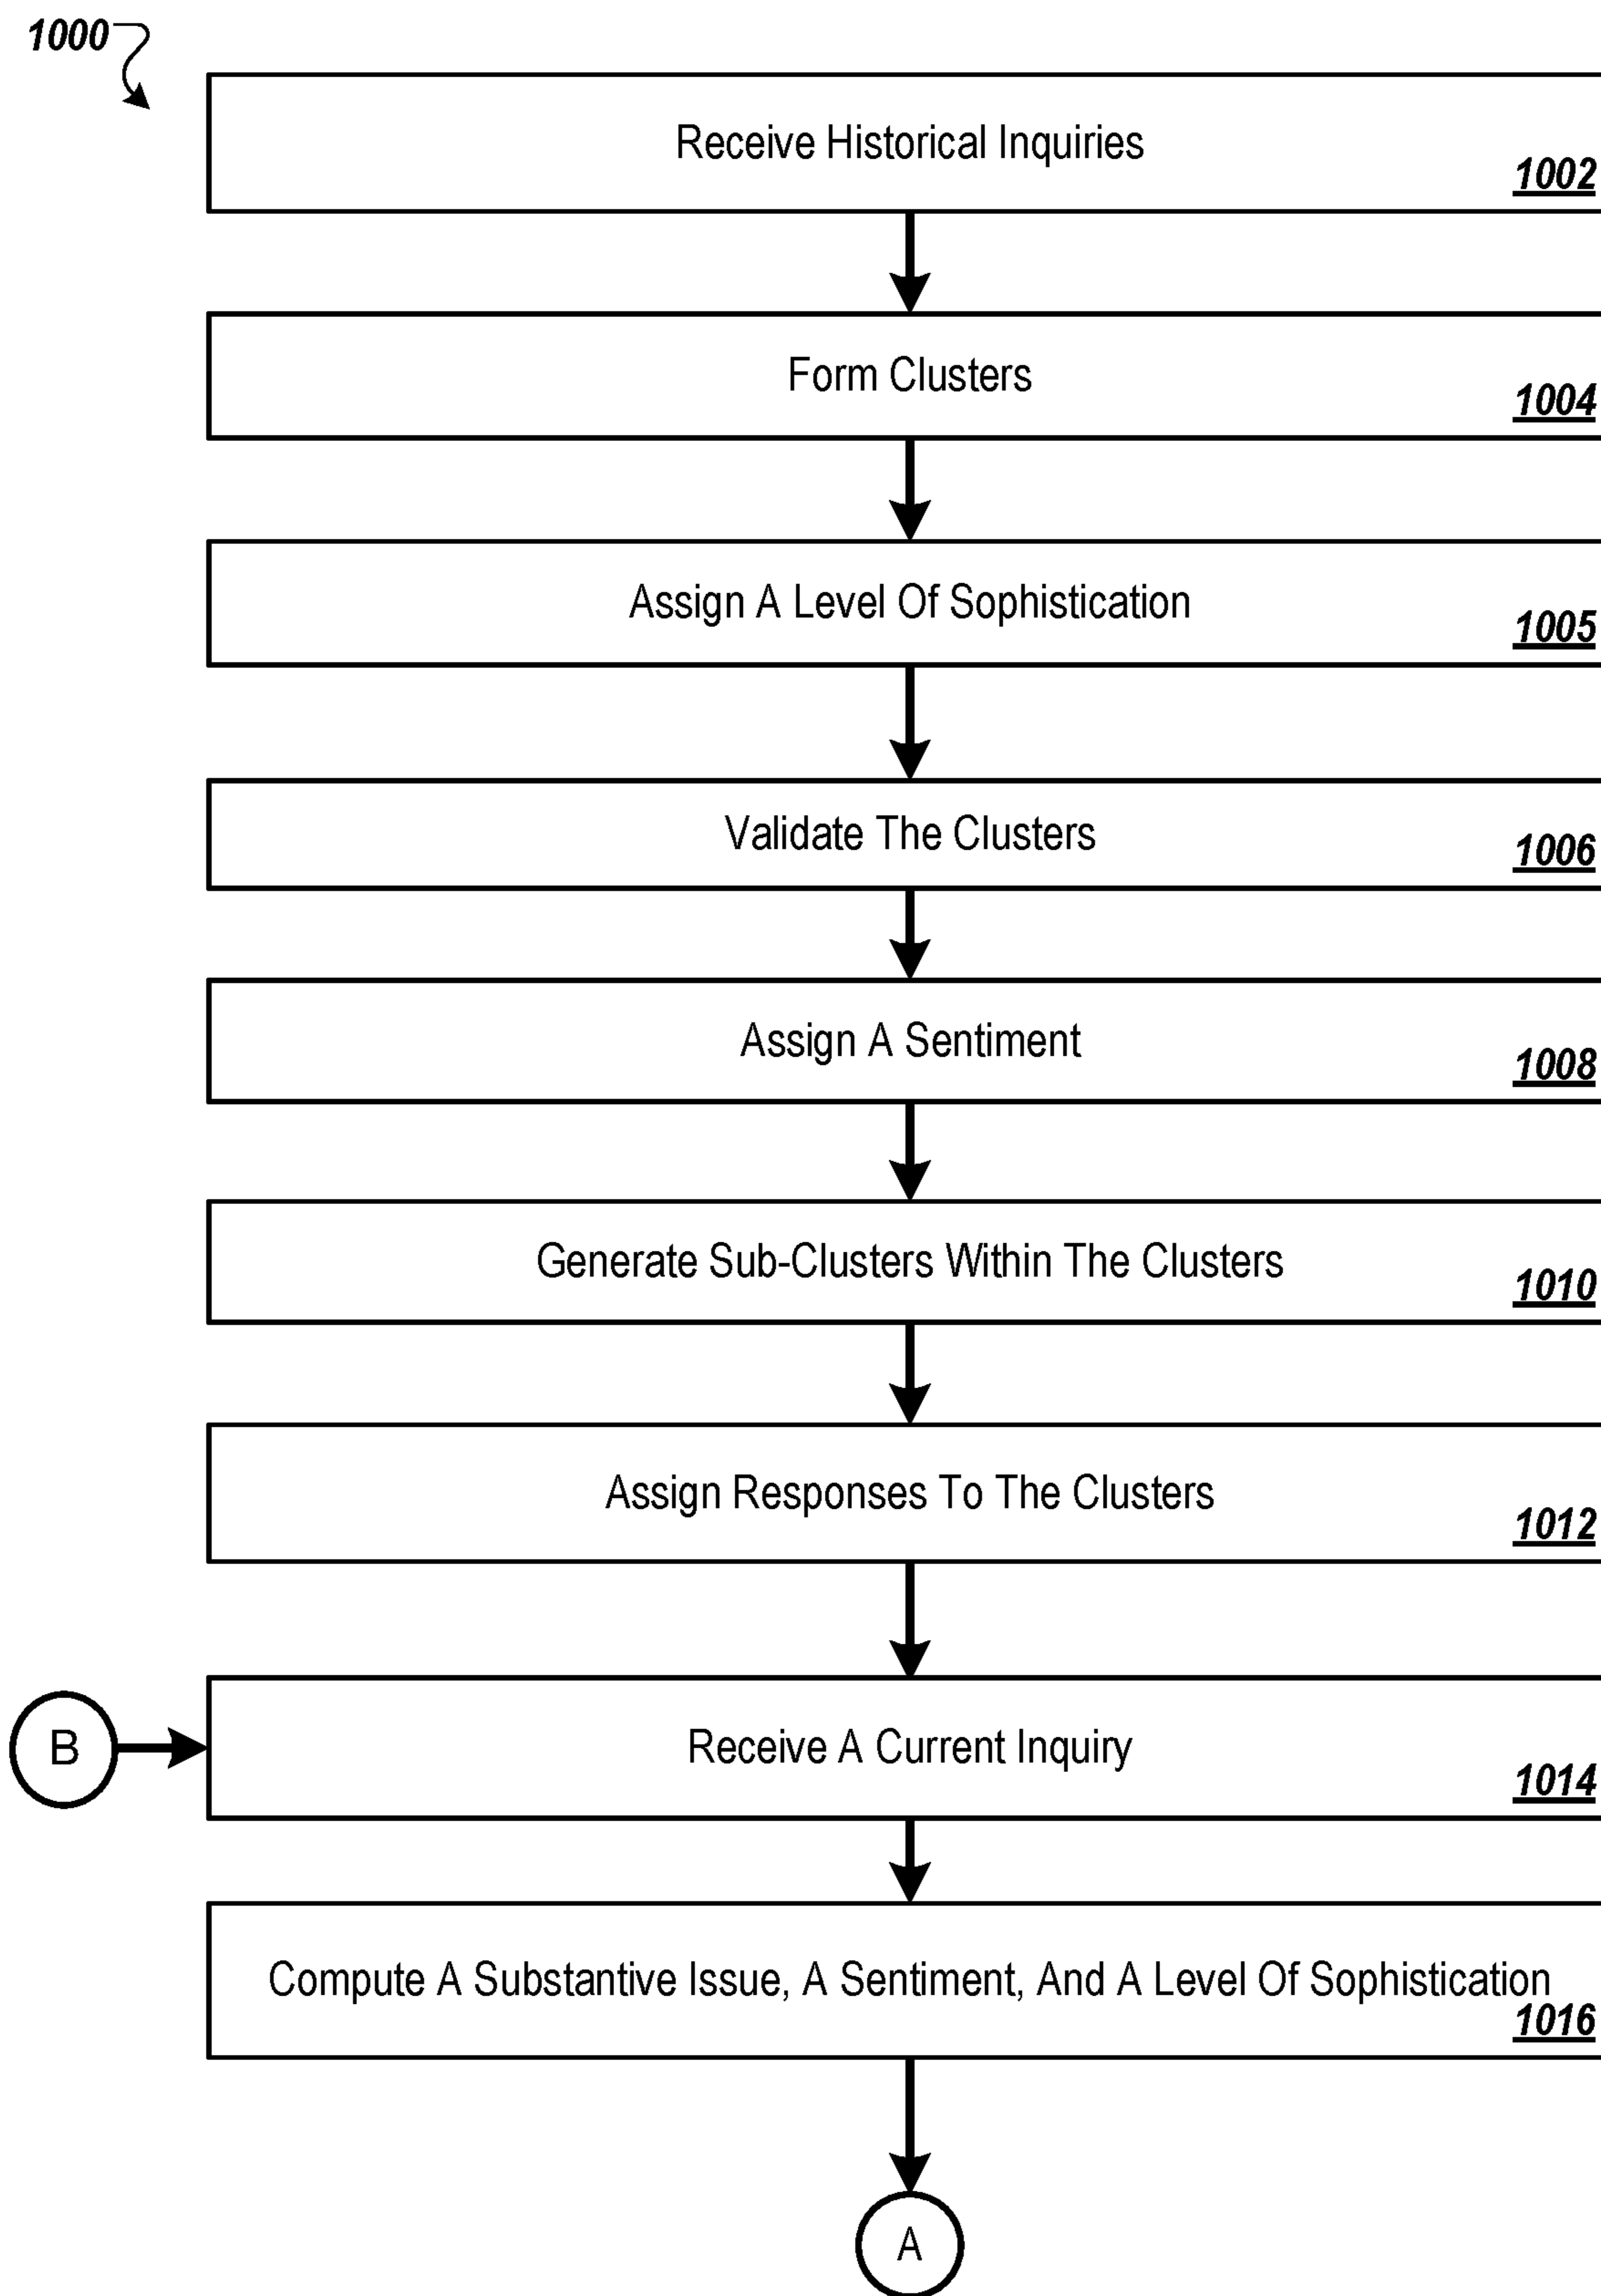 1000
Receive Historical Inquiries
1002
Form Clusters
1004
Assign A Level Of Sophistication
1005
Validate The Clusters
1006
Assign A Sentiment
1008
Generate Sub-Clusters Within The Clusters
1010
Assign Responses To The Clusters
1012
B
Receive A Current Inquiry
1014
Compute A Substantive Issue, A Sentiment, And A Level Of Sophistication
1016
A